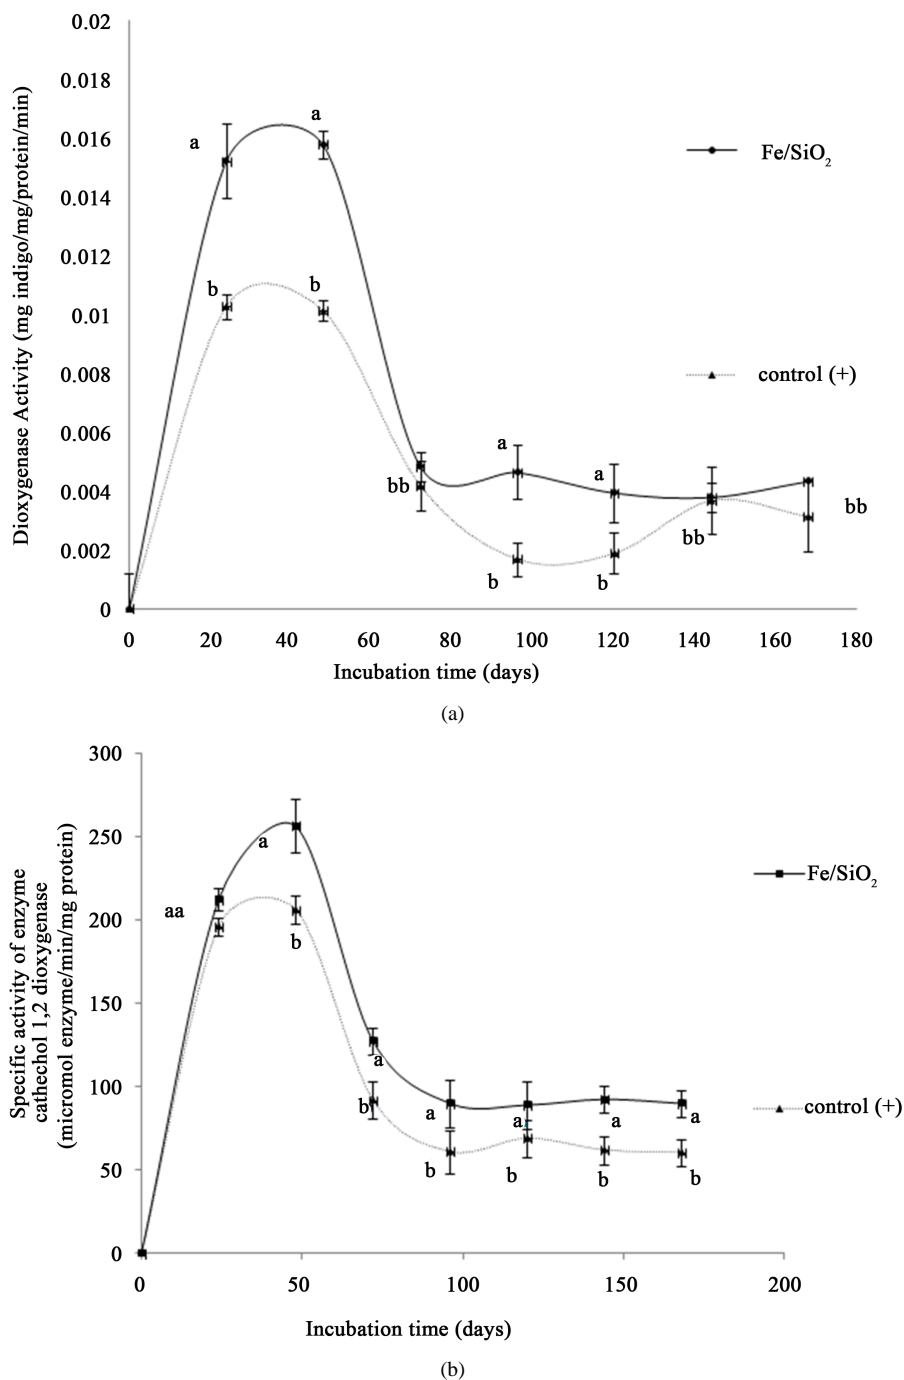 0.02
0.018
0.016
0.014
0.012
0.01
0.008
0.006
0.004
0.002
0
Dioxygenase Activity (mg indigo/mg/protein/min)
a
a
b
b
bb
a
b
a
b
bb
bb
Fe/SiO2
control (+)
0 20 40 60 80 100 120 140 160 180
Incubation time (days)
(a)
300
250
200
150
100
50
0
Specific activity of enzyme
cathechol 1,2 dioxygenase
(micromol enzyme/min/mg protein)
aa
a
b
a
b
a
b
a
b
a
b
a
b
Fe/SiO2
control (+)
0 50 100 150 200
Incubation time (days)
(b)